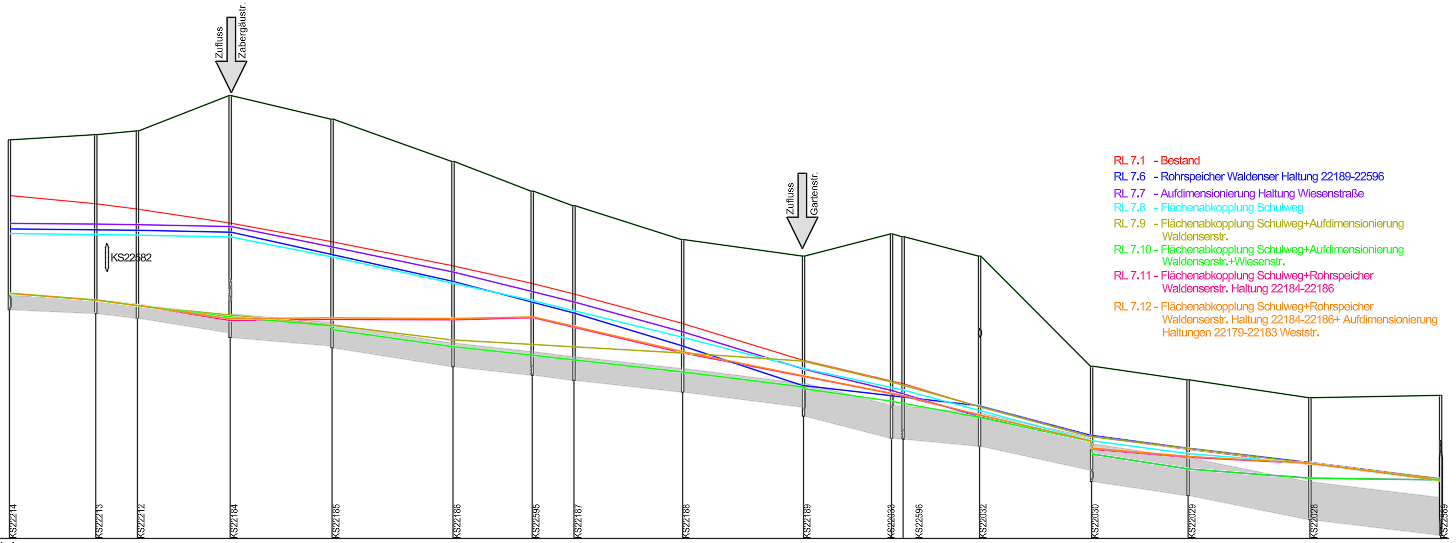 Zufluss
Zabergäustr.
Zufluss
Gartenstr.
RL 7.1 - Bestand
RL 7.6 - Rohrspeicher Waldenser Haltung 22189-22596
RL 7.7 - Aufdimensionierung Haltung Wiesenstraße
RL 7.8 - Flächenabkopplung Schulweg
RL 7.9 - Flächenabkopplung Schulweg+Aufdimensionierung
Waldenserstr.
RL 7.10 - Flächenabkopplung Schulweg+Aufdimensionierung
Waldenserstr.+Wiesenstr.
RL 7.11 - Flächenabkopplung Schulweg+Rohrspeicher
Waldenserstr. Haltung 22184-22186
RL 7.12 - Flächenabkopplung Schulweg+Rohrspeicher
Waldenserstr. Haltung 22184-22186+ Aufdimensionierung
Haltungen 22179-22183 Weststr.
KS22682
KS22214
KS22213
KS22212
KS22184
KS22185
KS22186
KS22595
KS22187
KS22188
KS22189
KS22033
KS22596
KS22032
KS22030
KS22029
KS22028
KS22589